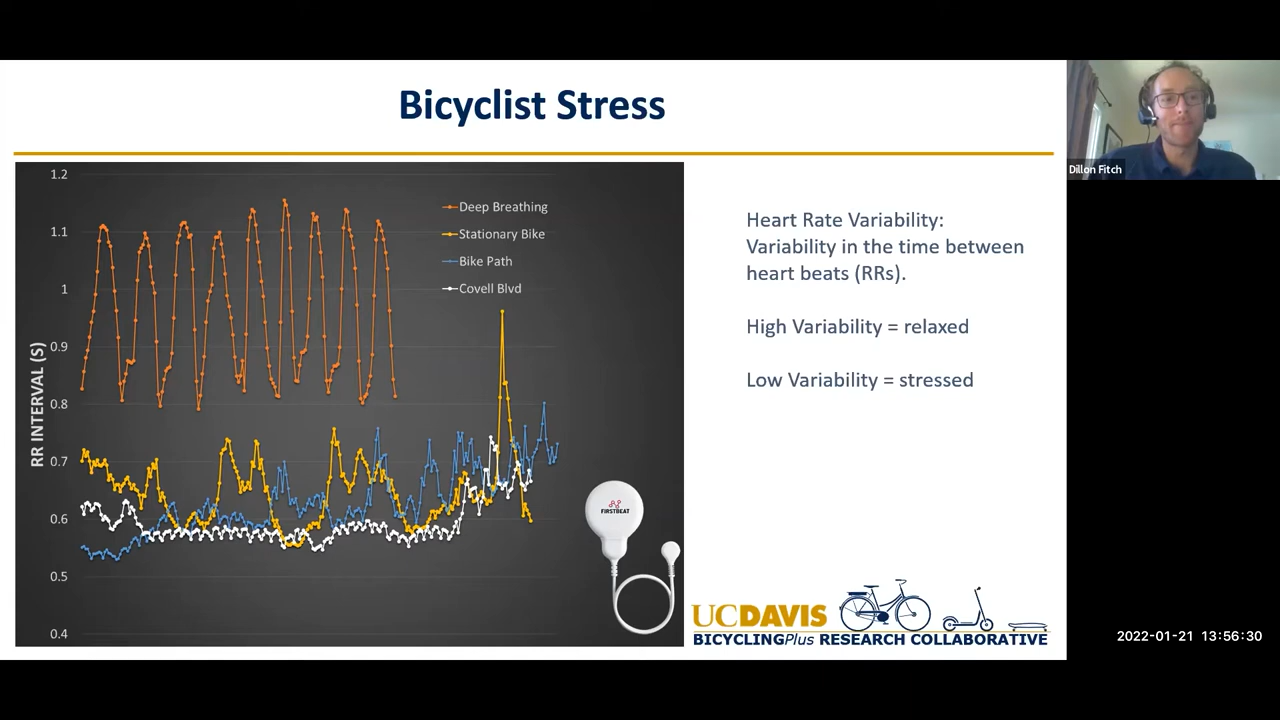 Bicyclist Stress
Dillon Fitch
1.2
1.1
1
0.9
0.8
0.7
0.6
0.5
0.4
RR INTERVAL (S)
Deep Breathing
Stationary Bike
Bike Path
Covell Blvd
FIRSTBEAT
Heart Rate Variability:
Variability in the time between
heart beats (RRs).
High Variability = relaxed
Low Variability = stressed
UCDAVIS
BICYCLINGPlus RESEARCH COLLABORATIVE
2022-01-21 13:56:30